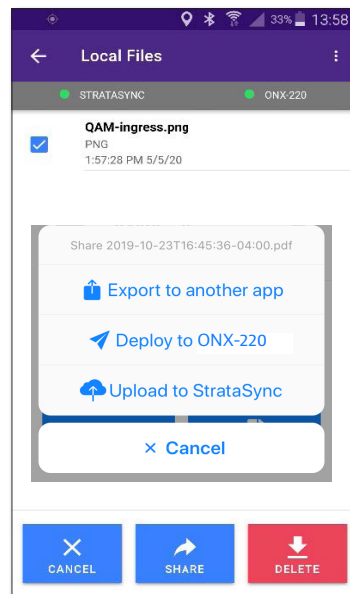 33% 13:58
Local Files
STRATASYNC ONX-220
QAM-ingress.png
PNG
1:57:28 PM 5/5/20
Share 2019-10-23T16:45:36-04:00.pdf
Export to another app
Deploy to ONX-220
Upload to StrataSync
× Cancel
CANCEL SHARE DELETE